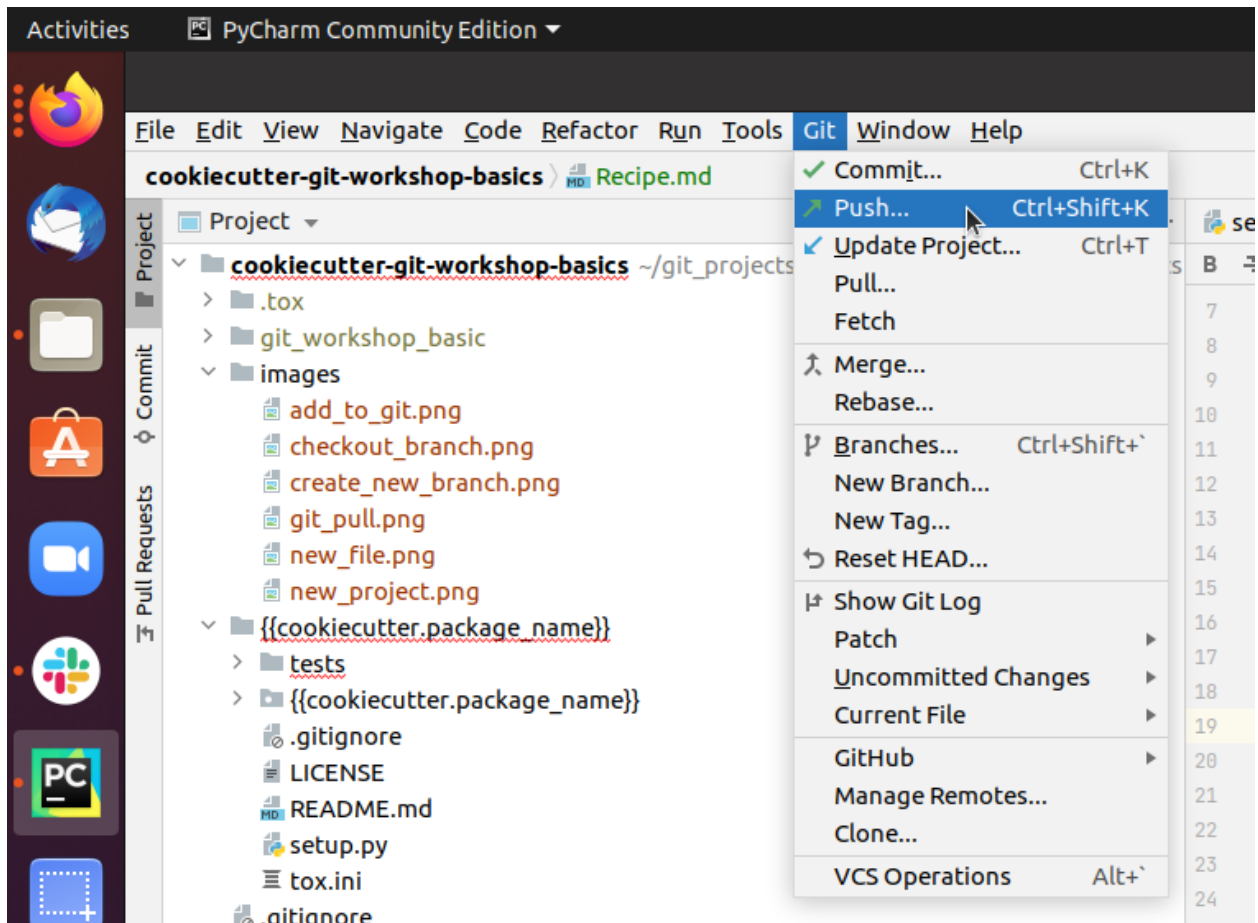 Activities PyCharm Community Edition
File Edit View Navigate Code Refactor Run Tools Git Window Help
cookiecutter-git-workshop-basics Recipe.md
Project
cookiecutter-git-workshop-basics ~/git_projects
.tox
git_workshop_basic
images
add_to_git.png
checkout_branch.png
create_new_branch.png
git_pull.png
new_file.png
new_project.png
{{cookiecutter.package_name}}
tests
{{cookiecutter.package_name}}
.gitignore
LICENSE
MD README.md
setup.py
tox.ini
.gitignore
Project
Commit
Pull Requests
PC
Commit... Ctrl+K
Push... Ctrl+Shift+K
Update Project... Ctrl+T
Pull...
Fetch
Merge...
Rebase...
Branches... Ctrl+Shift+`
New Branch...
New Tag...
Reset HEAD...
Show Git Log
Patch
Uncommitted Changes
Current File
GitHub
Manage Remotes...
Clone...
VCS Operations Alt+`
se
s B
7
8
9
10
11
12
13
14
15
16
17
18
19
20
21
22
23
24